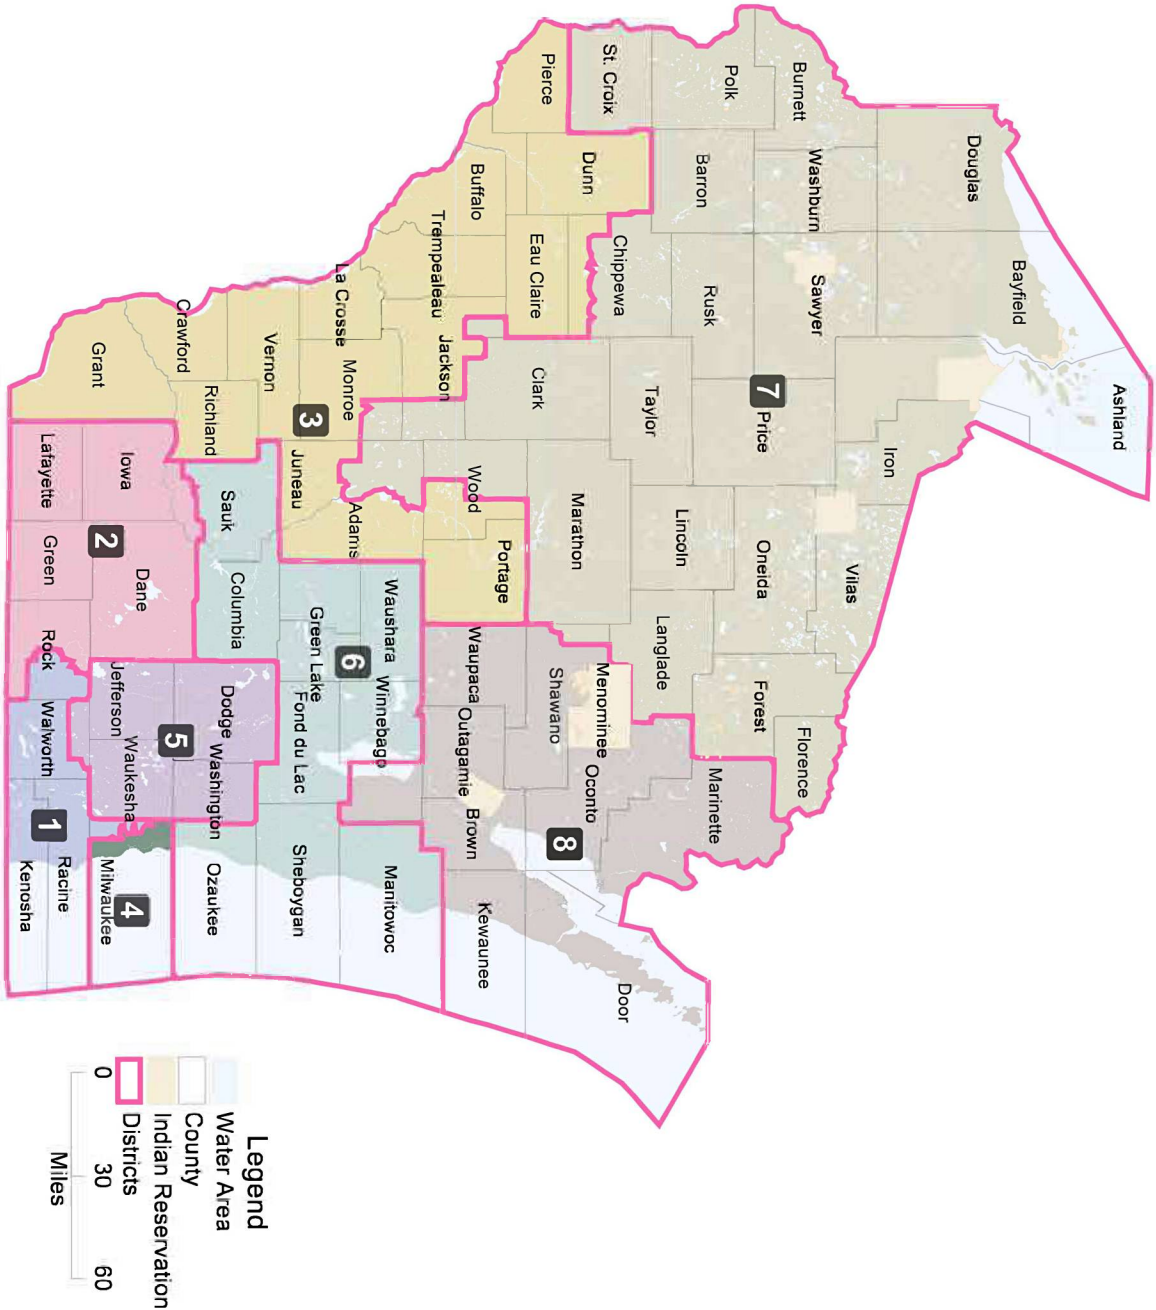 Douglas
Bayfield
Ashland
Burnett
Washburn
Sawyer
Iron
Vilas
Polk
Barron
Rusk
7
Price
Oneida
Forest
Florence
St. Croix
Chippewa
Taylor
Lincoln
Langlade
Marinette
Pierce
Dunn
Eau Claire
Clark
Marathon
Menominee
Oconto
Shawano
8
Door
Buffalo
Trempealeau
Jackson
Wood
Portage
Waupaca
Outagamie
Brown
Kewaunee
La Crosse
Monroe
3
Juneau
Adams
Waushara
6
Winnebago
Green Lake
Fond du Lac
Manitowoc
Sheboygan
Vernon
Crawford
Richland
Sauk
Columbia
Dodge
Washington
Ozaukee
Grant
Iowa
2
Dane
Jefferson
5
Waukesha
4
Milwaukee
Lafayette
Green
Rock
Walworth
1
Racine
Kenosha
Legend
Water Area
County
Indian Reservation
Districts
0 30 60
Miles